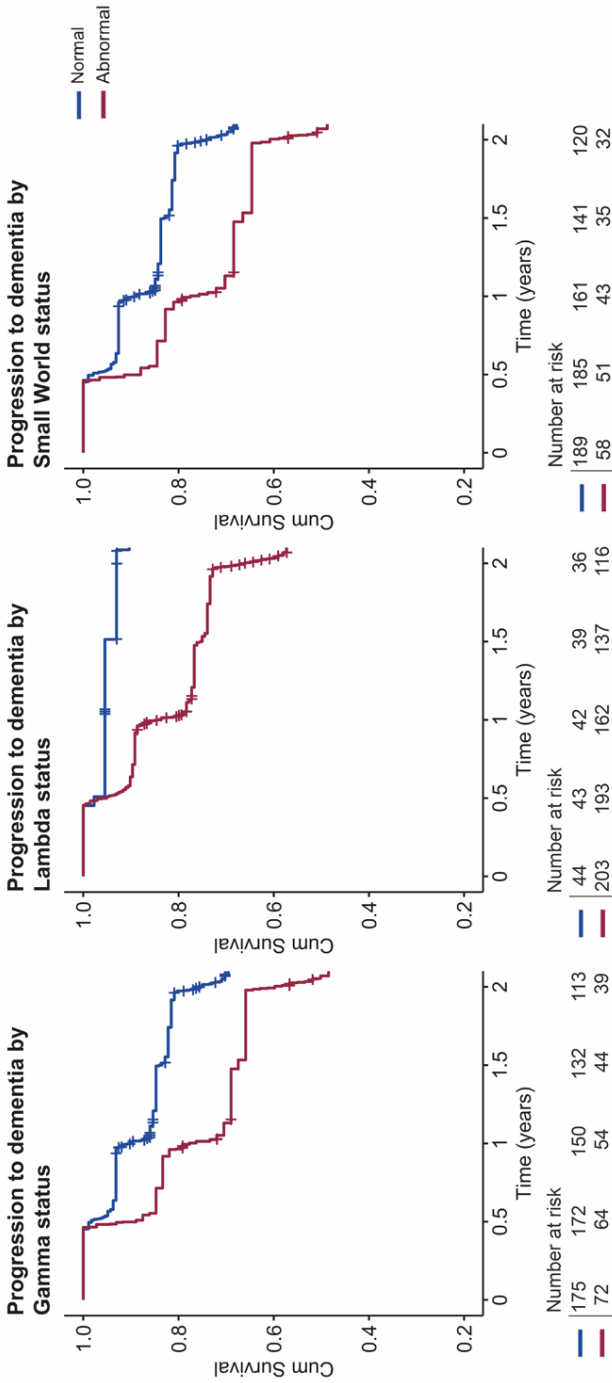 Progression to dementia by
Gamma status
1.0
0.8
0.6
0.4
0.2
Cum Survival
0
0.5
1
1.5
2
Time (years)
Number at risk
175 172 150 132 113
72 64 54 44 39
Progression to dementia by
Lambda status
1.0
0.8
0.6
0.4
0.2
Cum Survival
0
0.5
1
1.5
2
Time (years)
Number at risk
44 43 42 39 36
203 193 162 137 116
Progression to dementia by
Small World status
Normal
Abnormal
1.0
0.8
0.6
0.4
0.2
Cum Survival
0
0.5
1
1.5
2
Time (years)
Number at risk
189 185 161 141 120
58 51 43 35 32